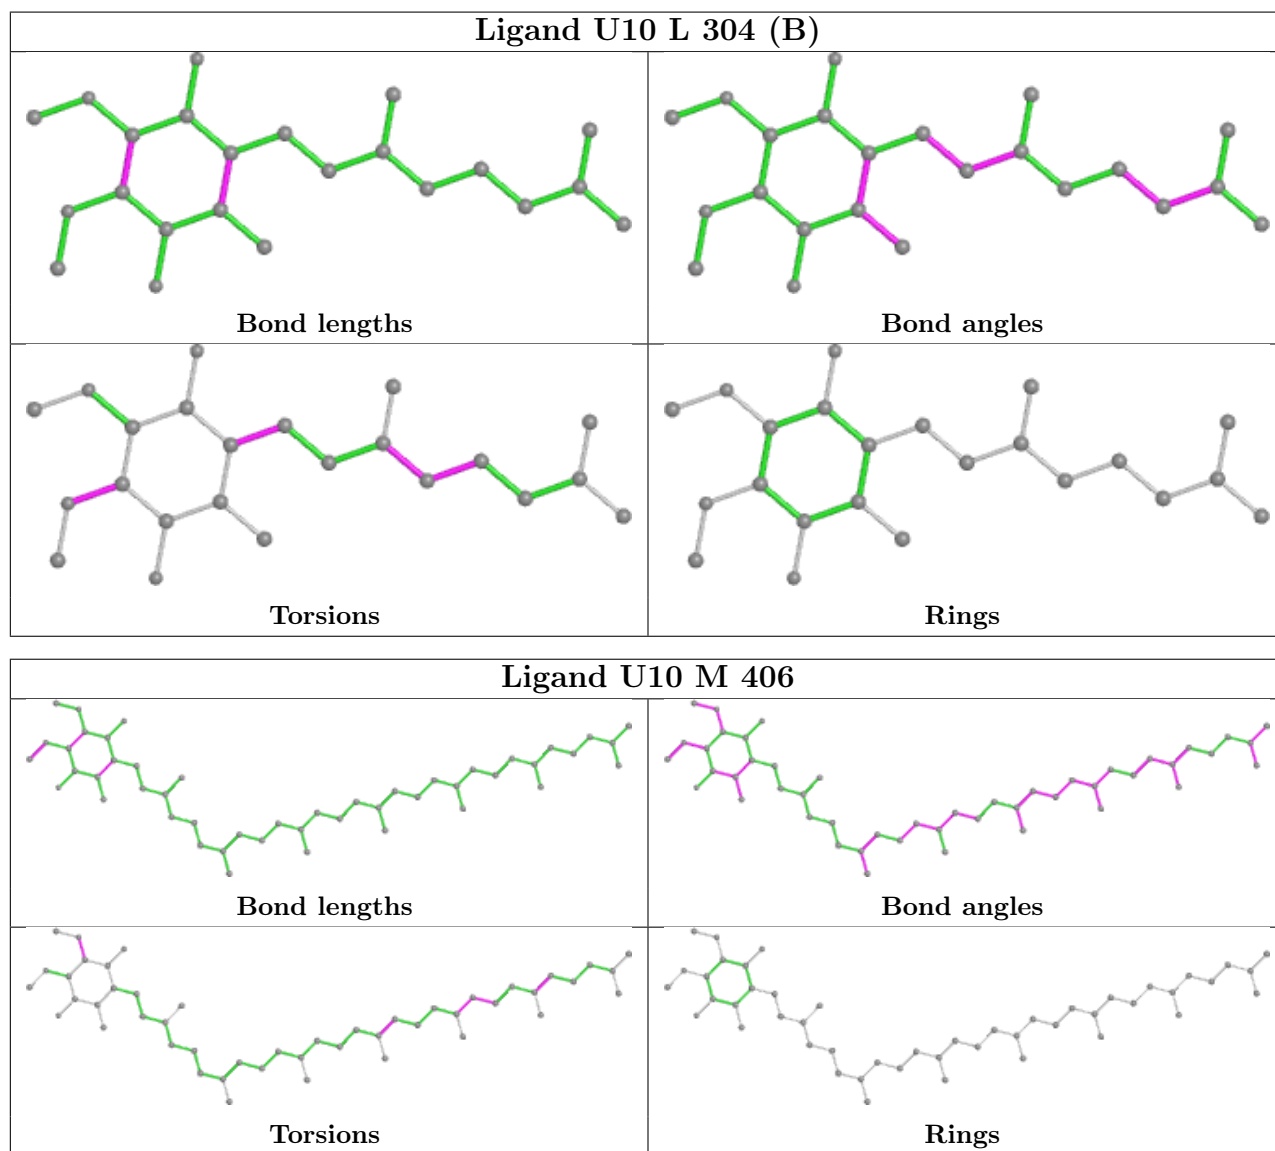 Ligand U10 L 304 (B)
Bond lengths
Bond angles
Torsions
Rings
Ligand U10 M 406
Bond lengths
Bond angles
Torsions
Rings